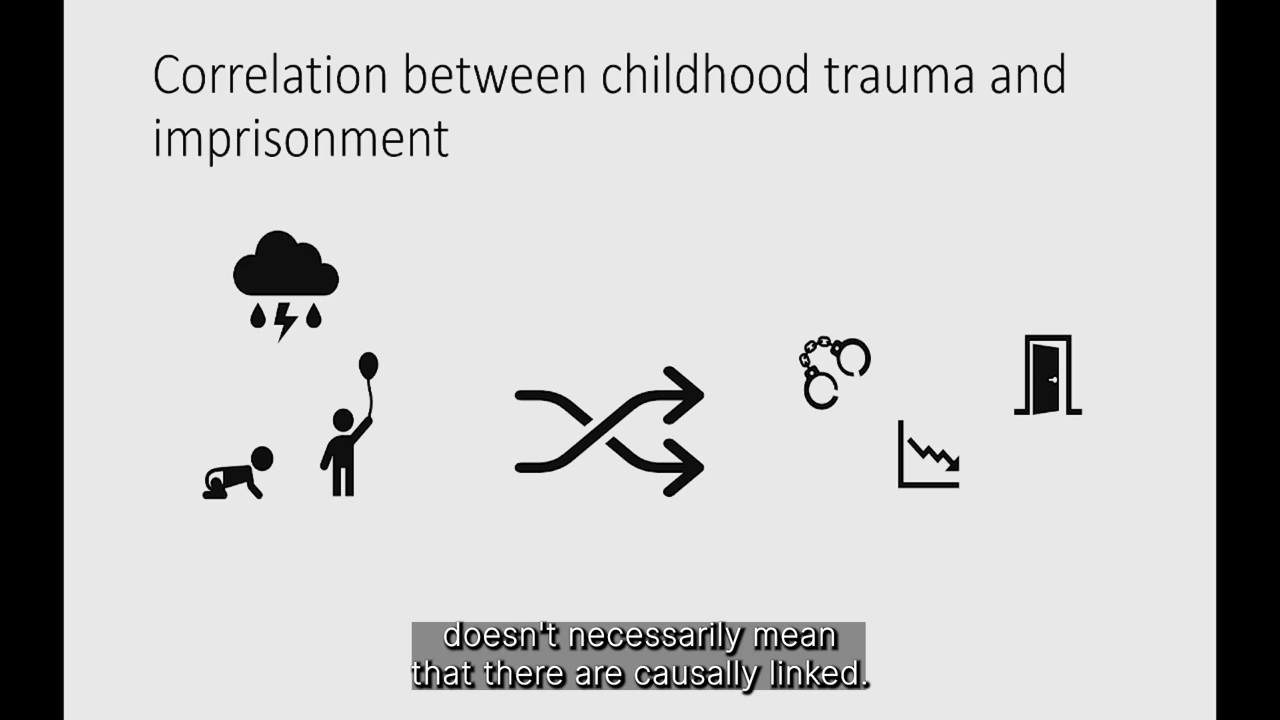 Correlation between childhood trauma and
imprisonment
doesn't necessarily mean
that there are causally linked.